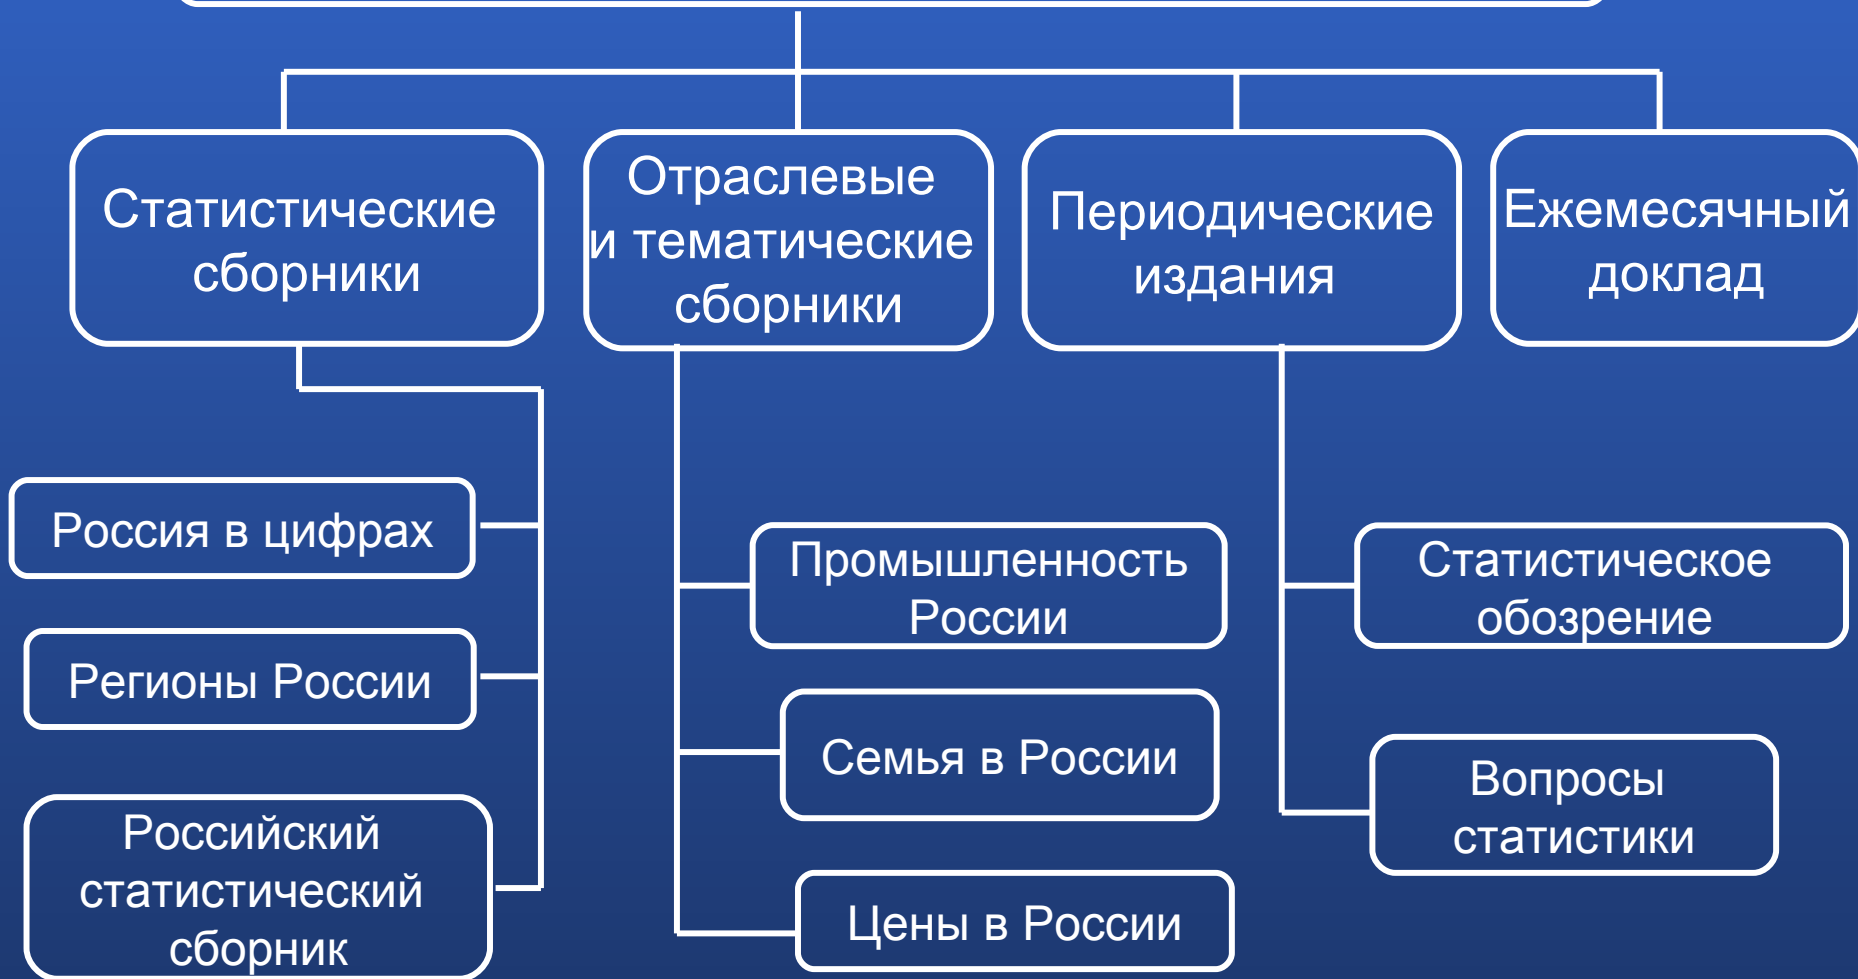 Статистические
сборники
Отраслевые
и тематические
сборники
Периодические
издания
Ежемесячный
доклад
Россия в цифрах
Регионы России
Российский
статистический
сборник
Промышленность
России
Семья в России
Цены в России
Статистическое
обозрение
Вопросы
статистики